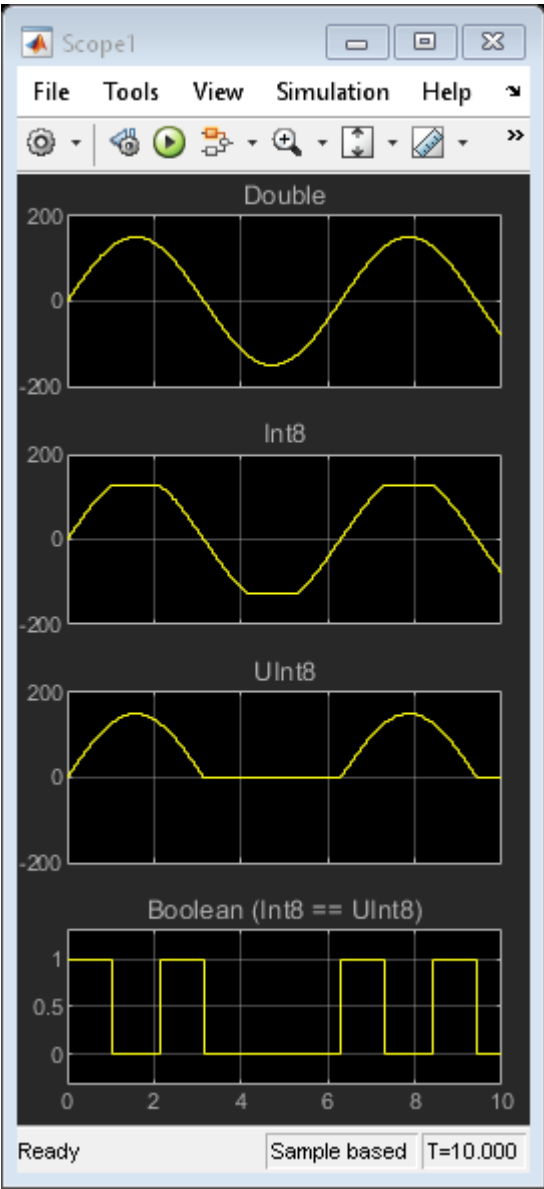 Scope1
File Tools View Simulation Help
Double
200
0
-200
Int8
200
0
-200
UInt8
200
0
-200
Boolean (Int8 == UInt8)
1
0.5
0
0 2 4 6 8 10
Ready Sample based T=10.000